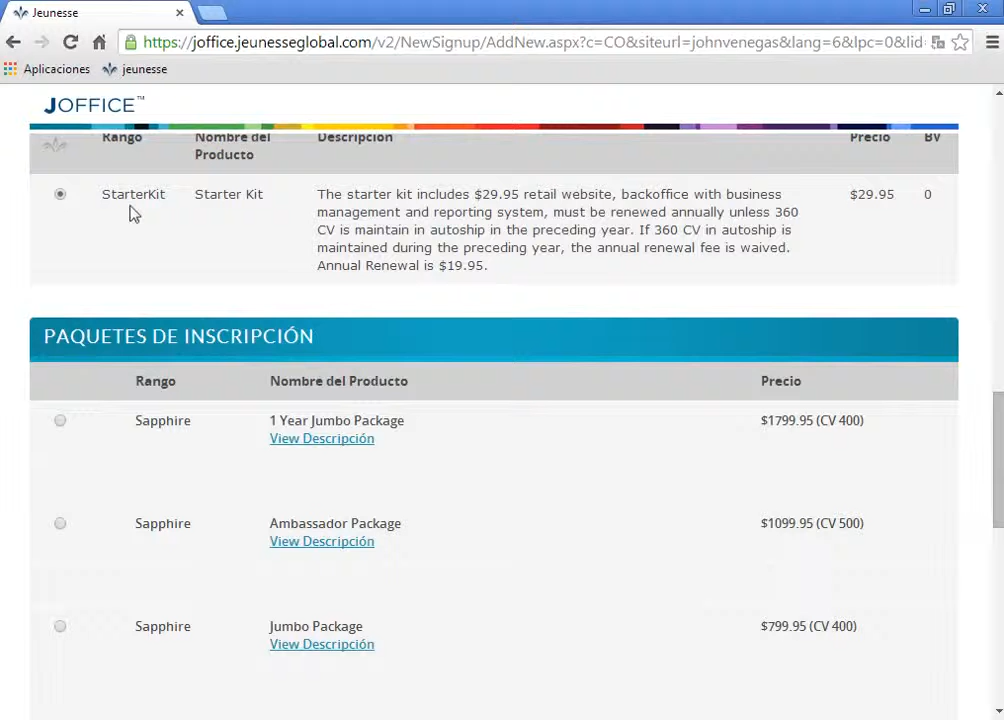 Jeunesse
https://joffice.jeunesseglobal.com/v2/NewSignup/AddNew.aspx?c=CO&siteurl=johnvenegas&lang=6&lpc=0&lid
Aplicaciones jeunesse
JOFFICE™
Rango Nombre del Producto Descripción Precio BV
StarterKit Starter Kit The starter kit includes $29.95 retail website, backoffice with business $29.95 0
management and reporting system, must be renewed annually unless 360
CV is maintain in autoship in the preceding year. If 360 CV in autoship is
maintained during the preceding year, the annual renewal fee is waived.
Annual Renewal is $19.95.
PAQUETES DE INSCRIPCIÓN
Rango Nombre del Producto Precio
Sapphire 1 Year Jumbo Package $1799.95 (CV 400)
View Descripción
Sapphire Ambassador Package $1099.95 (CV 500)
View Descripción
Sapphire Jumbo Package $799.95 (CV 400)
View Descripción